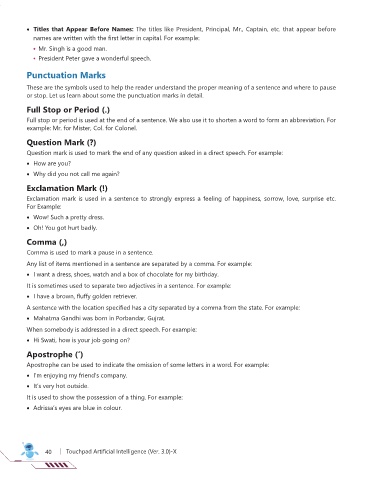 • Titles that Appear Before Names: The titles like President, Principal, Mr., Captain, etc. that appear before
names are written with the first letter in capital. For example:
• Mr. Singh is a good man.
• President Peter gave a wonderful speech.
Punctuation Marks
These are the symbols used to help the reader understand the proper meaning of a sentence and where to pause
or stop. Let us learn about some the punctuation marks in detail.
Full Stop or Period (.)
Full stop or period is used at the end of a sentence. We also use it to shorten a word to form an abbreviation. For
example: Mr. for Mister, Col. for Colonel.
Question Mark (?)
Question mark is used to mark the end of any question asked in a direct speech. For example:
• How are you?
• Why did you not call me again?
Exclamation Mark (!)
Exclamation mark is used in a sentence to strongly express a feeling of happiness, sorrow, love, surprise etc.
For Example:
• Wow! Such a pretty dress.
• Oh! You got hurt badly.
Comma (,)
Comma is used to mark a pause in a sentence.
Any list of items mentioned in a sentence are separated by a comma. For example:
• I want a dress, shoes, watch and a box of chocolate for my birthday.
It is sometimes used to separate two adjectives in a sentence. For example:
• I have a brown, fluffy golden retriever.
A sentence with the location specified has a city separated by a comma from the state. For example:
• Mahatma Gandhi was born in Porbandar, Gujrat.
When somebody is addressed in a direct speech. For example:
• Hi Swati, how is your job going on?
Apostrophe (’)
Apostrophe can be used to indicate the omission of some letters in a word. For example:
• I'm enjoying my friend's company.
• It's very hot outside.
It is used to show the possession of a thing. For example:
• Adrissa's eyes are blue in colour.
40 | Touchpad Artificial Intelligence (Ver. 3.0)-X